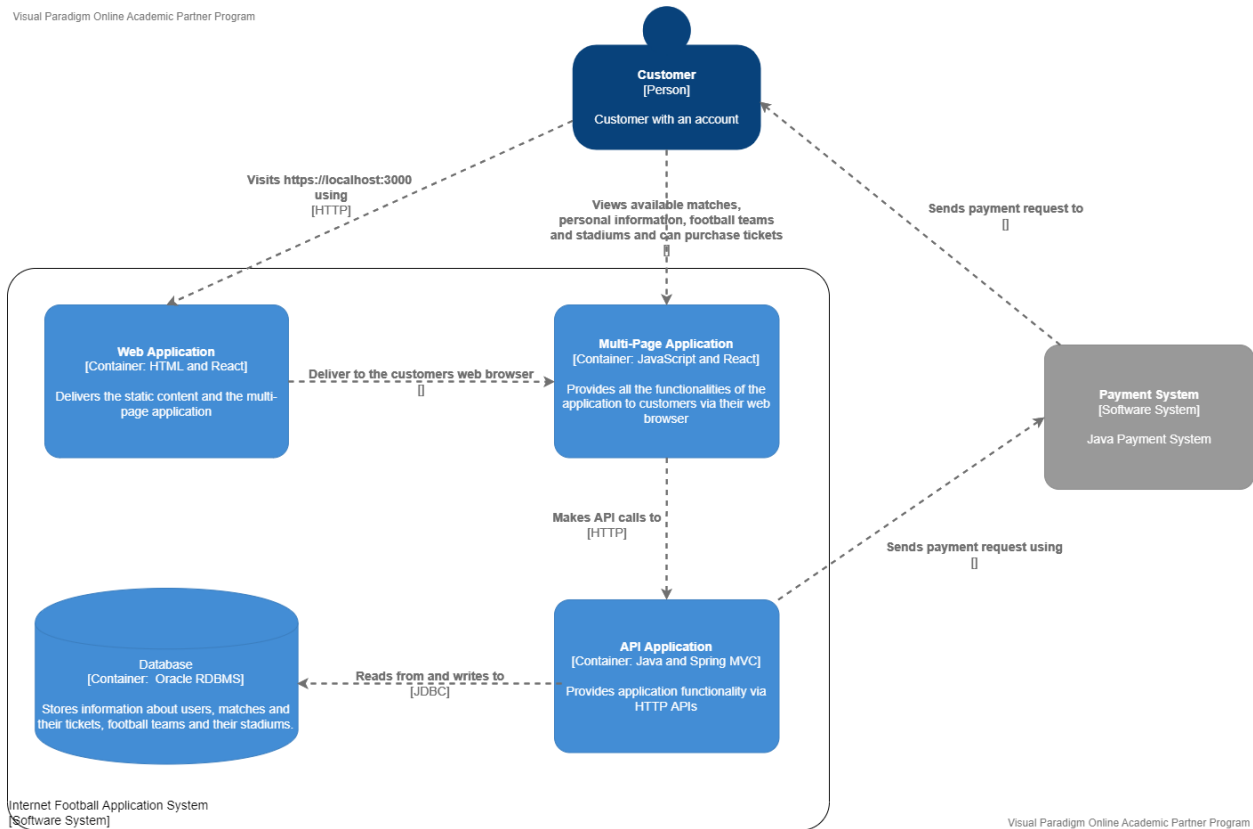 Visual Paradigm Online Academic Partner Program
Customer
[Person]
Customer with an account
Visits https://localhost:3000
using
[HTTP]
Views available matches,
personal information, football teams
and stadiums and can purchase tickets
[]
Sends payment request to
[]
Web Application
[Container: HTML and React]
Delivers the static content and the multi-
page application
Deliver to the customers web browser
[]
Multi-Page Application
[Container: JavaScript and React]
Provides all the functionalities of the
application to customers via their web
browser
Payment System
[Software System]
Java Payment System
Makes API calls to
[HTTP]
Sends payment request using
[]
Database
[Container:  Oracle RDBMS]
Stores information about users, matches and
their tickets, football teams and their stadiums.
Reads from and writes to
[JDBC]
API Application
[Container: Java and Spring MVC]
Provides application functionality via
HTTP APIs
Internet Football Application System
[Software System]
Visual Paradigm Online Academic Partner Program